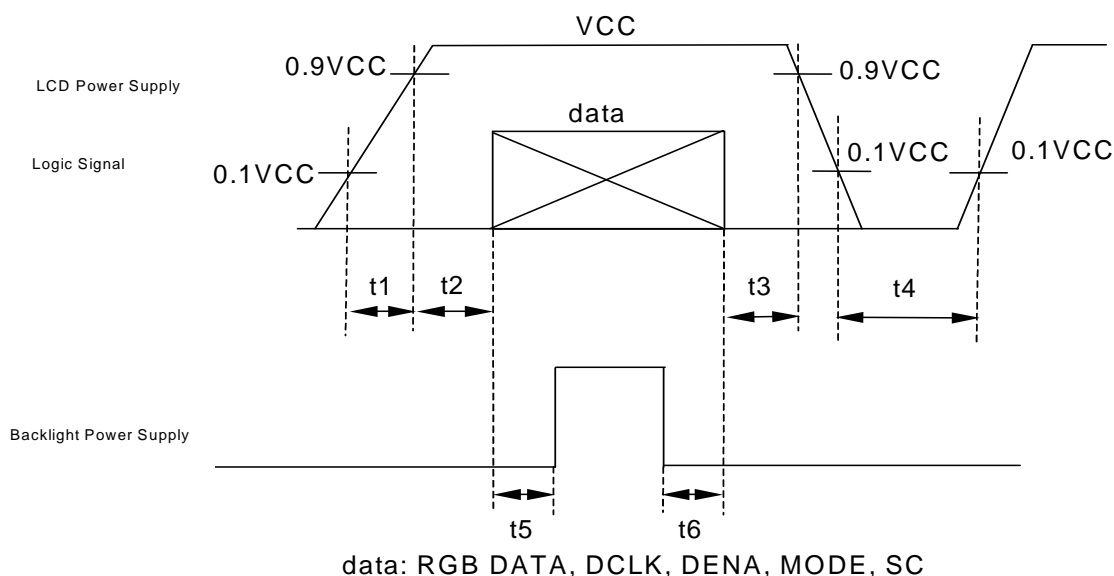 VCC
0.9VCC
0.9VCC
LCD Power Supply
data
Logic Signal
0.1VCC
0.1VCC
0.1VCC
t1
t2
t3
t4
Backlight Power Supply
t5
t6
data: RGB DATA, DCLK, DENA, MODE, SC